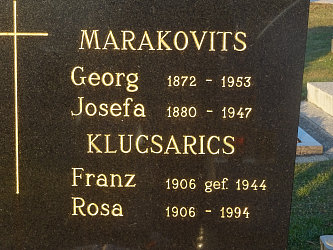 MARAKOVITS
Georg 1872 - 1953
Josefa 1880 - 1947
KLUCSARICS
Franz 1906 gef. 1944
Rosa 1906 - 1994